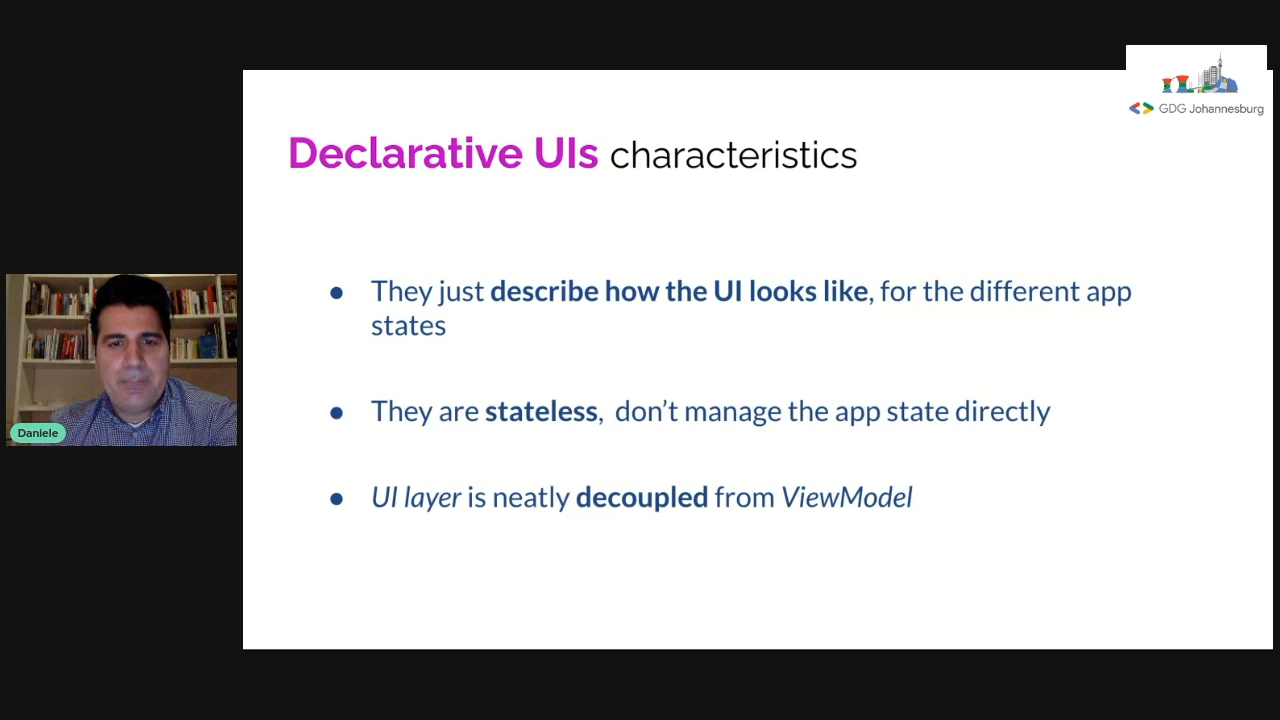 GDG Johannesburg
Declarative UIs characteristics
● They just describe how the UI looks like, for the different app
states
● They are stateless, don’t manage the app state directly
● UI layer is neatly decoupled from ViewModel
Daniele